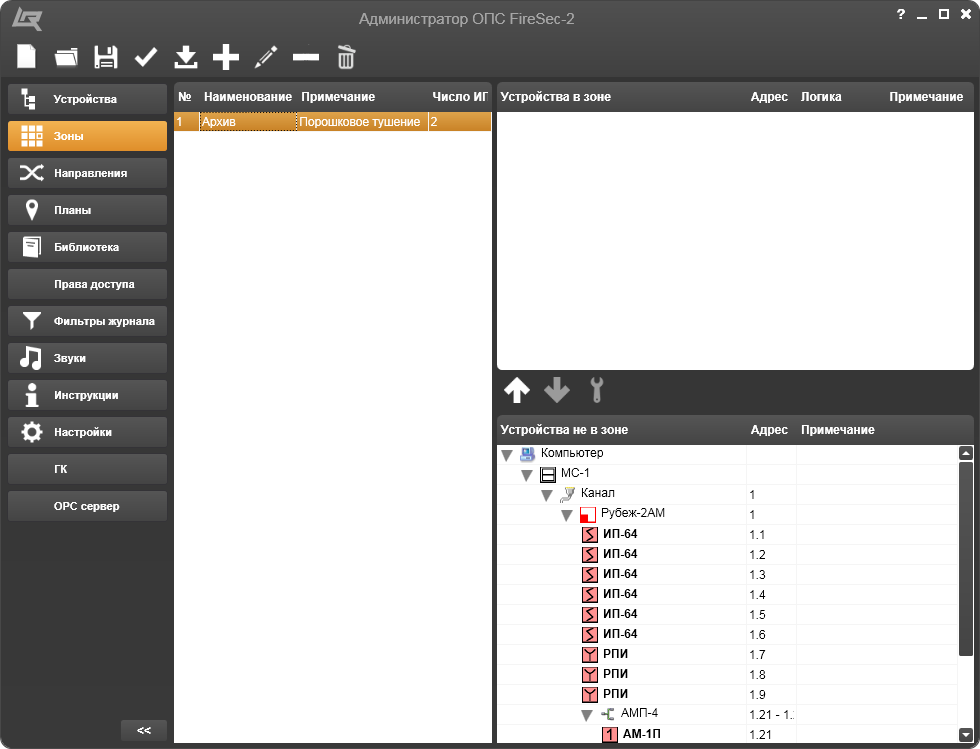 Администратор ОПС FireSec-2
?
Устройства
Зоны
Направления
Планы
Библиотека
Права доступа
Фильтры журнала
Звуки
Инструкции
Настройки
ГК
OPC сервер
<<
№ Наименование Примечание Число ИГ
1 Архив Порошковое тушение 2
Устройства в зоне Адрес Логика Примечание
Устройства не в зоне Адрес Примечание
Компьютер
МС-1
Канал 1
Рубеж-2АМ 1
ИП-64 1.1
ИП-64 1.2
ИП-64 1.3
ИП-64 1.4
ИП-64 1.5
ИП-64 1.6
РПИ 1.7
РПИ 1.8
РПИ 1.9
АМП-4 1.21 - 1.
1 АМ-1П 1.21